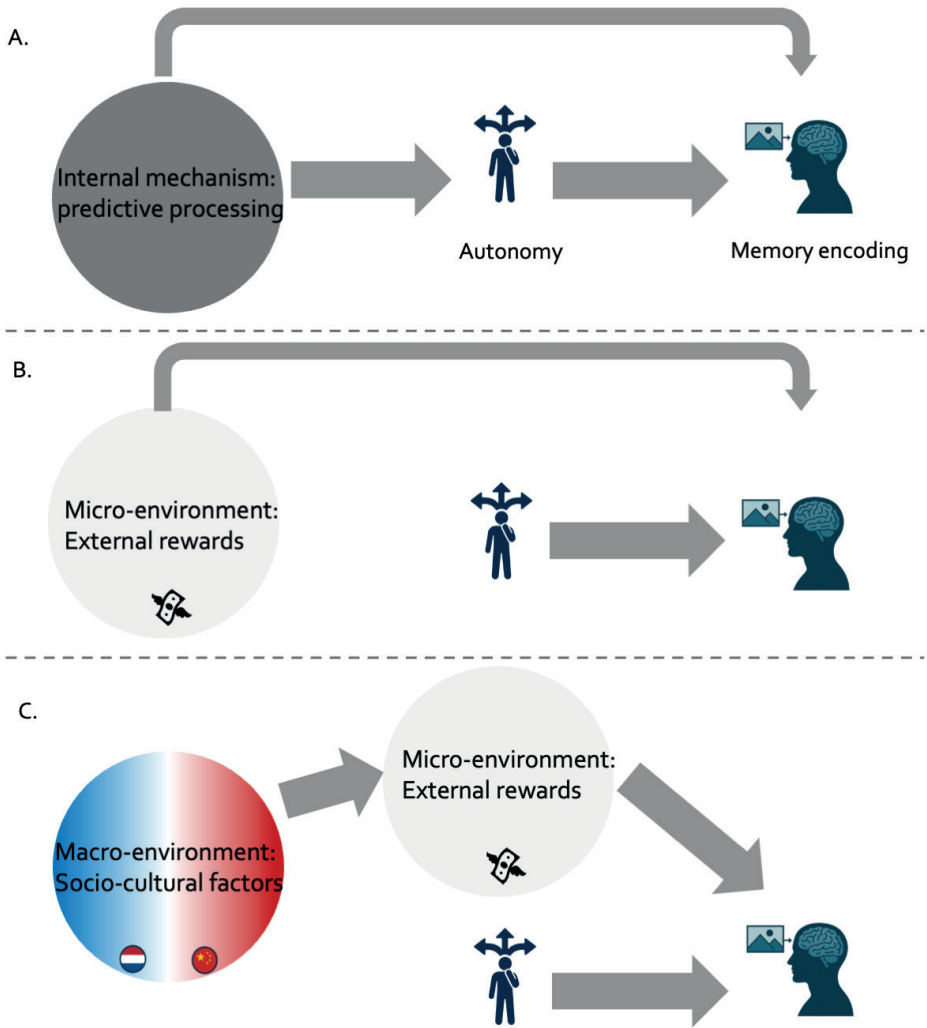 A.
Internal mechanism:
predictive processing
Autonomy
Memory encoding
B.
Micro-environment:
External rewards
C.
Micro-environment:
External rewards
Macro-environment:
Socio-cultural factors